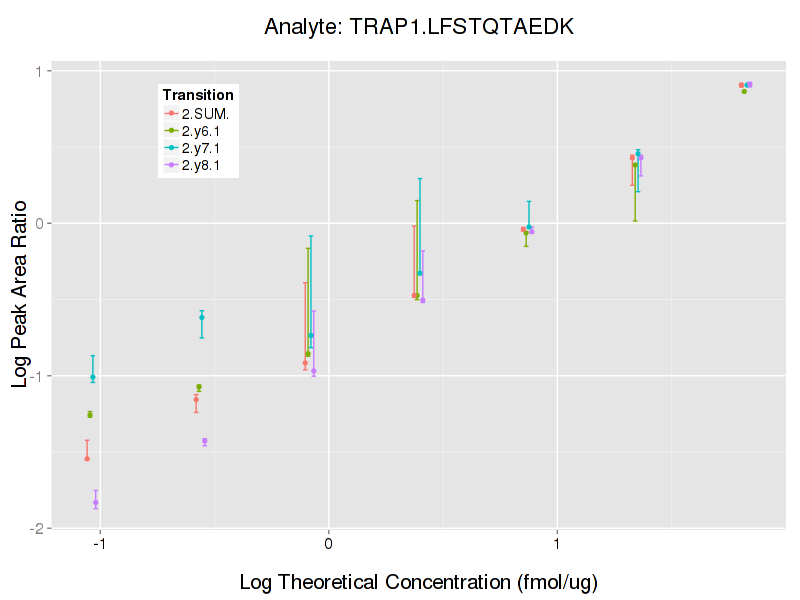 Analyte: TRAP1.LFSTQTAEDK
Log Peak Area Ratio
1
0
-1
-2
Transition
2.SUM.
2.y6.1
2.y7.1
2.y8.1
-1 0 1
Log Theoretical Concentration (fmol/ug)